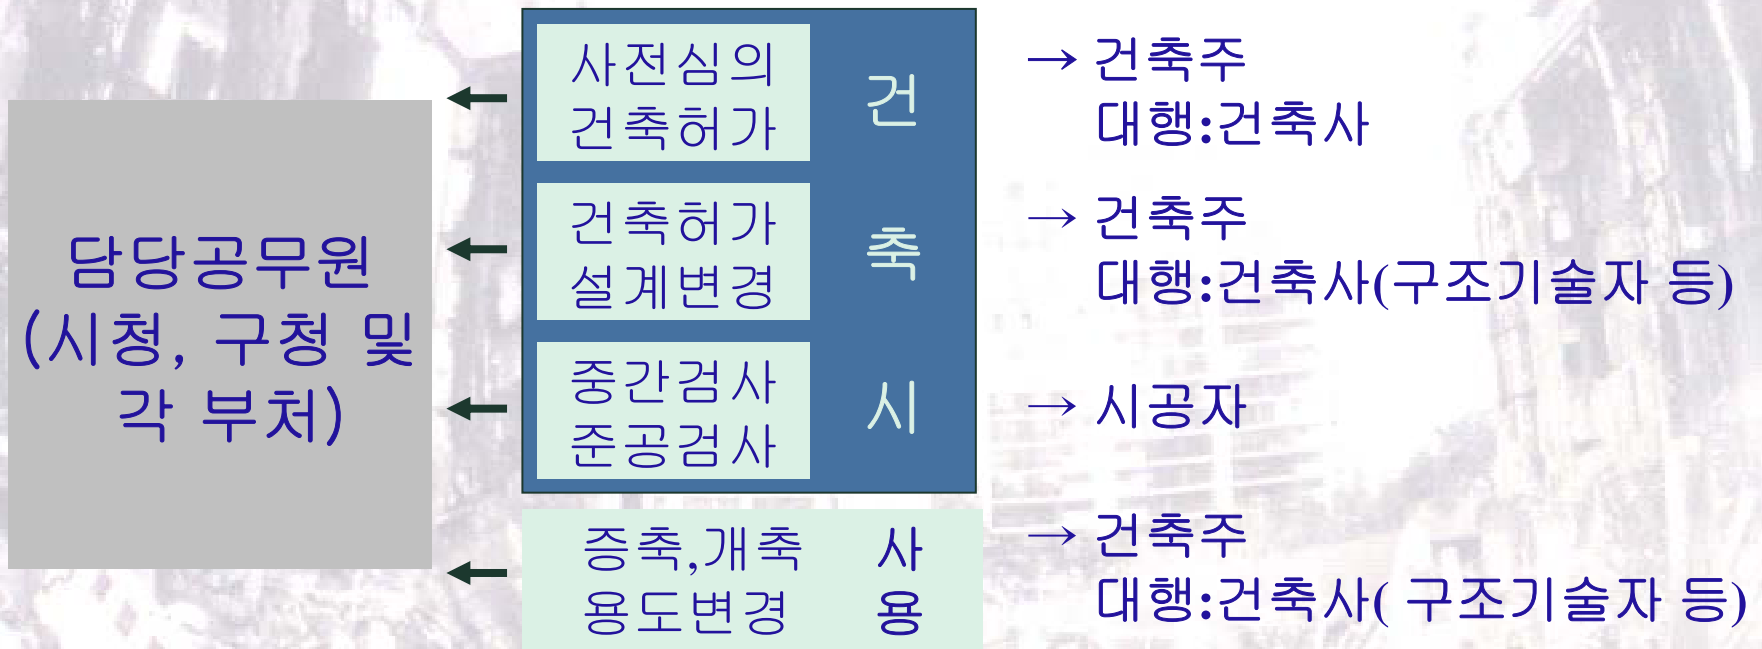 담당공무원
(시청, 구청 및
각 부처)
건
축
시
사전심의
건축허가
→ 건축주
대행:건축사
건축허가
설계변경
→ 건축주
대행:건축사(구조기술자 등)
중간검사
준공검사
→ 시공자
증축,개축
용도변경
사
용
→ 건축주
대행:건축사( 구조기술자 등)